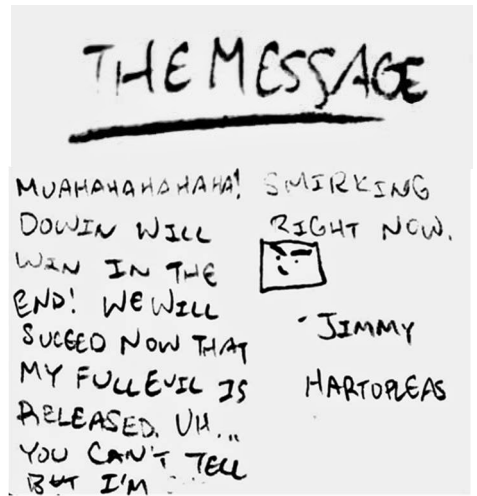 THE MESSAGE
MUAHAHAHAHAHA!
DOWIN WILL
WIN IN THE
END! WE WILL
SUCEED NOW THAT
MY FULL EVIL IS
RELEASED. UH...
YOU CAN'T TELL
BUT I'M
SMIRKING
RIGHT NOW.
- JIMMY
HARTOPLEAS